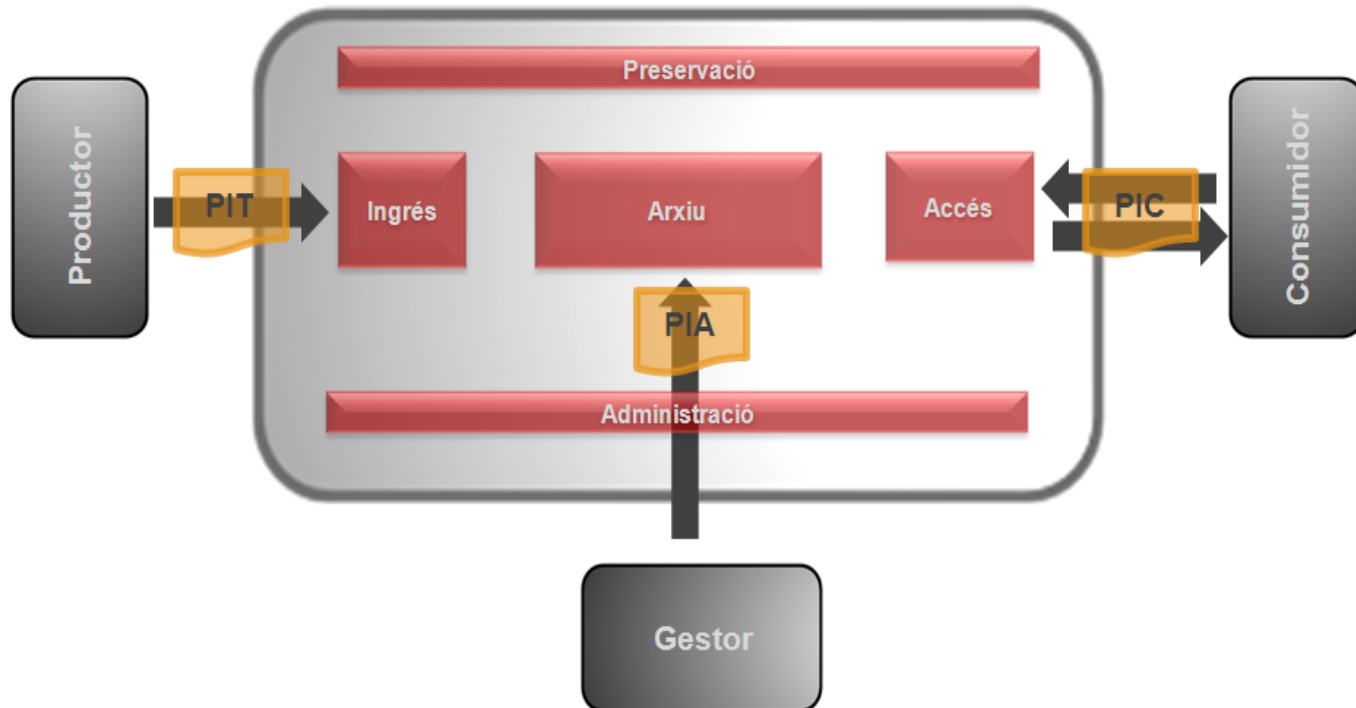 Preservació
Productor
PIT
Ingrés
Arxiu
Accés
PIC
Consumidor
PIA
Administració
Gestor